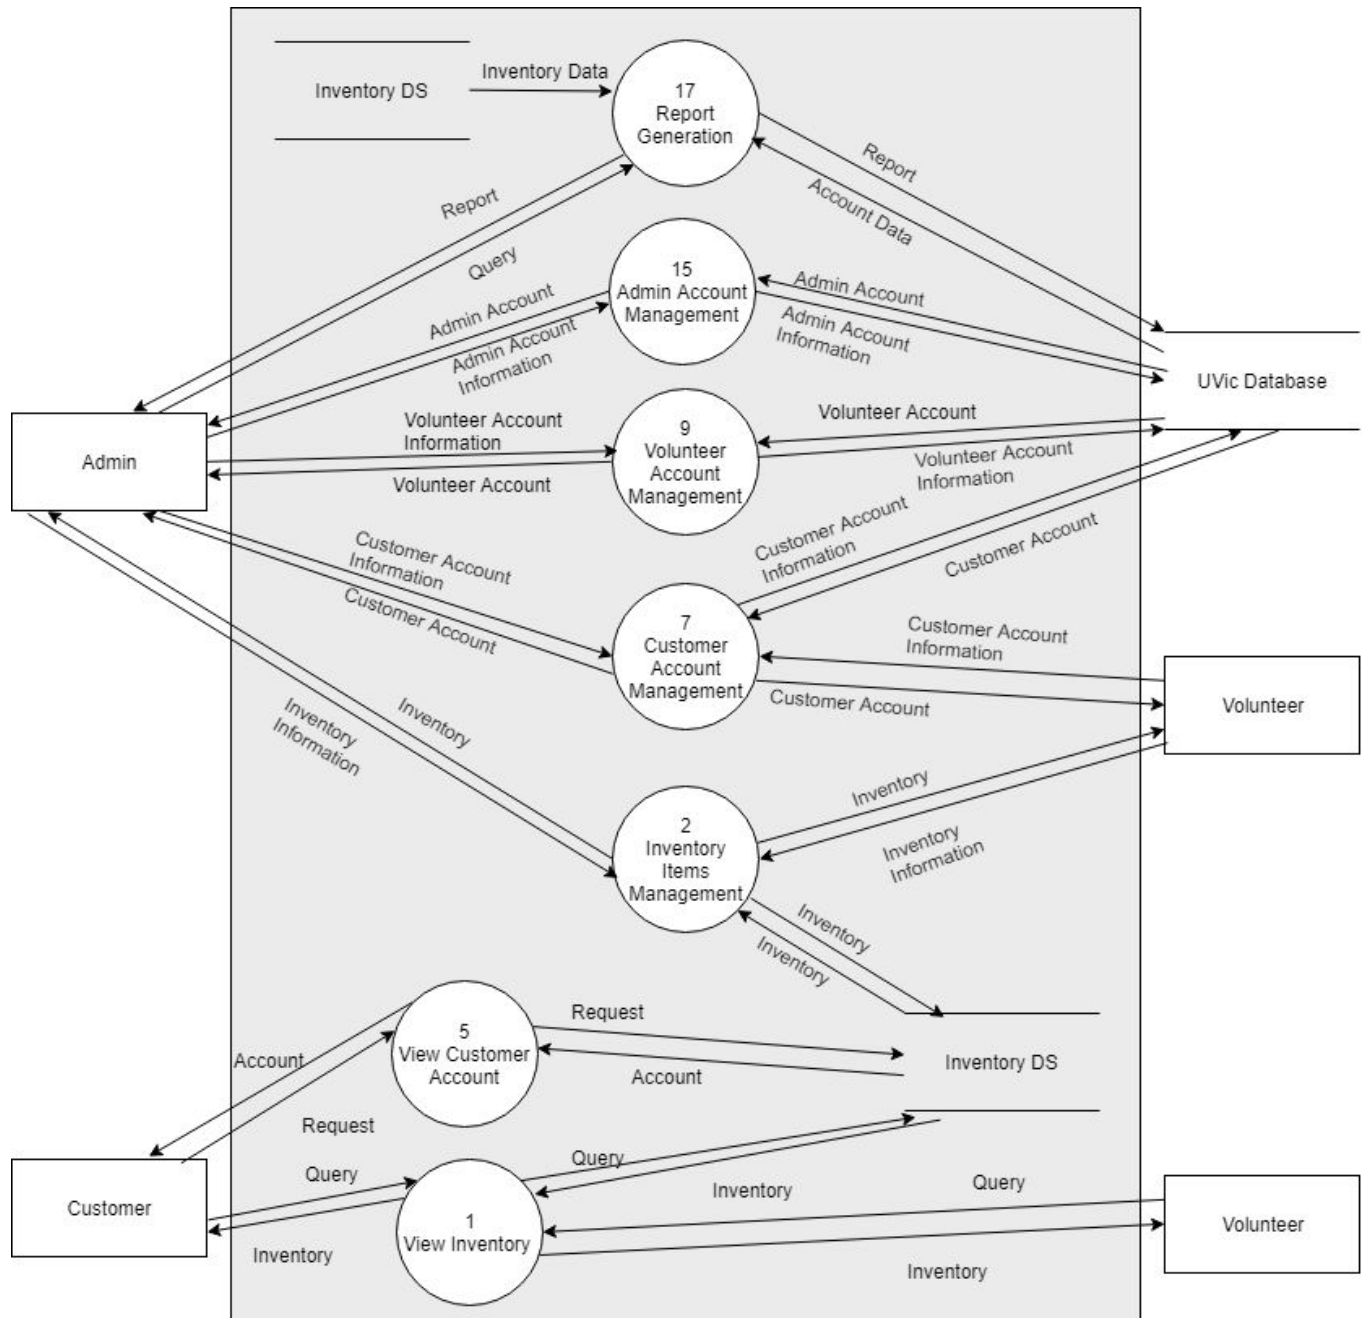 Inventory DS
Inventory Data
17
Report
Generation
Report
Account Data
Report
Query
15
Admin Account
Management
Admin Account
Admin Account
Information
Admin Account
Admin Account
Information
UVic Database
Admin
Volunteer Account
Information
Volunteer Account
9
Volunteer
Account
Management
Volunteer Account
Volunteer Account
Information
Customer Account
Information
Customer Account
7
Customer
Account
Management
Customer Account
Information
Customer Account
Customer Account
Information
Customer Account
Volunteer
Inventory
Inventory
Information
2
Inventory
Items
Management
Inventory
Inventory
Information
Inventory
Inventory
Account
Request
5
View Customer
Account
Request
Account
Inventory DS
Customer
Query
Inventory
1
View Inventory
Query
Inventory
Query
Inventory
Volunteer